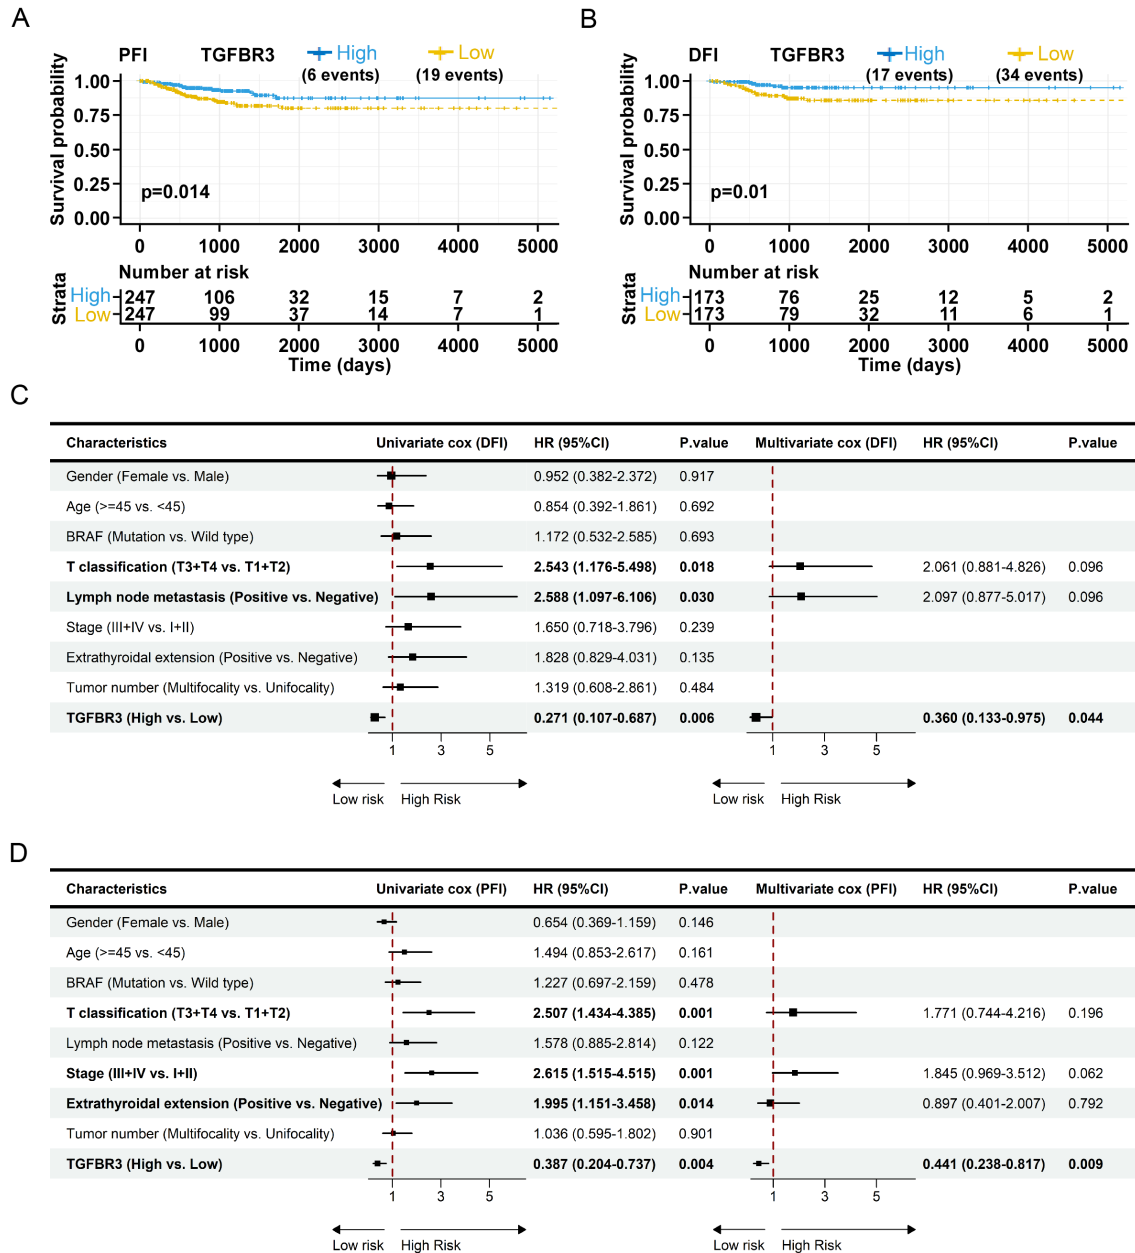 A
PFI TGFBR3 High Low
(6 events) (19 events)
Survival probability
1.00
0.75
0.50
0.25
0.00
p=0.014
0 1000 2000 3000 4000 5000
Number at risk
Strata
High 247 106 32 15 7 2
Low 247 99 37 14 7 1
0 1000 2000 3000 4000 5000
Time (days)
B
DFI TGFBR3 High Low
(17 events) (34 events)
Survival probability
1.00
0.75
0.50
0.25
0.00
p=0.01
0 1000 2000 3000 4000 5000
Number at risk
Strata
High 173 76 25 12 5 2
Low 173 79 32 11 6 1
0 1000 2000 3000 4000 5000
Time (days)
C
Characteristics Univariate cox (DFI) HR (95%CI) P.value Multivariate cox (DFI) HR (95%CI) P.value
Gender (Female vs. Male) 0.952 (0.382-2.372) 0.917
Age (>=45 vs. <45) 0.854 (0.392-1.861) 0.692
BRAF (Mutation vs. Wild type) 1.172 (0.532-2.585) 0.693
T classification (T3+T4 vs. T1+T2) 2.543 (1.176-5.498) 0.018 2.061 (0.881-4.826) 0.096
Lymph node metastasis (Positive vs. Negative) 2.588 (1.097-6.106) 0.030 2.097 (0.877-5.017) 0.096
Stage (III+IV vs. I+II) 1.650 (0.718-3.796) 0.239
Extrathyroidal extension (Positive vs. Negative) 1.828 (0.829-4.031) 0.135
Tumor number (Multifocality vs. Unifocality) 1.319 (0.608-2.861) 0.484
TGFBR3 (High vs. Low) 0.271 (0.107-0.687) 0.006 0.360 (0.133-0.975) 0.044
1 3 5 1 3 5
Low risk High Risk Low risk High Risk
D
Characteristics Univariate cox (PFI) HR (95%CI) P.value Multivariate cox (PFI) HR (95%CI) P.value
Gender (Female vs. Male) 0.654 (0.369-1.159) 0.146
Age (>=45 vs. <45) 1.494 (0.853-2.617) 0.161
BRAF (Mutation vs. Wild type) 1.227 (0.697-2.159) 0.478
T classification (T3+T4 vs. T1+T2) 2.507 (1.434-4.385) 0.001 1.771 (0.744-4.216) 0.196
Lymph node metastasis (Positive vs. Negative) 1.578 (0.885-2.814) 0.122
Stage (III+IV vs. I+II) 2.615 (1.515-4.515) 0.001 1.845 (0.969-3.512) 0.062
Extrathyroidal extension (Positive vs. Negative) 1.995 (1.151-3.458) 0.014 0.897 (0.401-2.007) 0.792
Tumor number (Multifocality vs. Unifocality) 1.036 (0.595-1.802) 0.901
TGFBR3 (High vs. Low) 0.387 (0.204-0.737) 0.004 0.441 (0.238-0.817) 0.009
1 3 5 1 3 5
Low risk High Risk Low risk High Risk